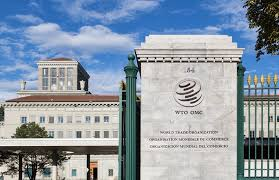 WTO OMC
WORLD TRADE ORGANIZATION
ORGANISATION MONDIALE DU COMMERCE
ORGANIZACIÓN MUNDIAL DEL COMERCIO